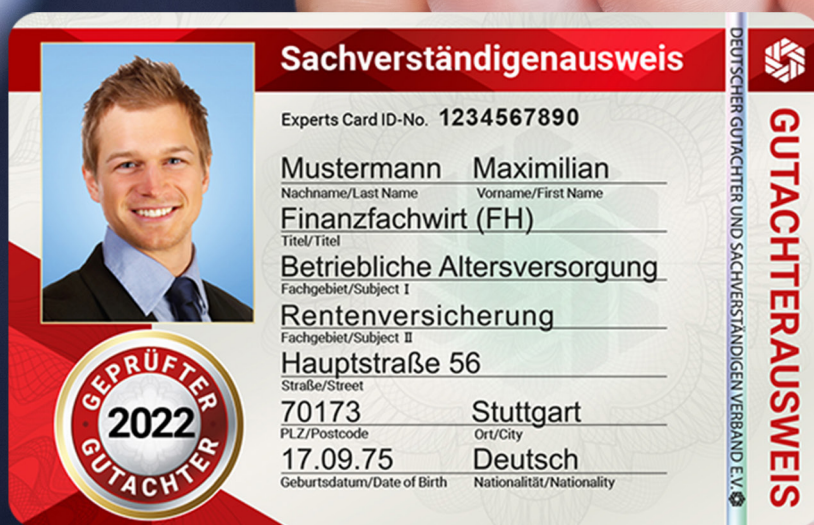 Sachverständigenausweis
Experts Card ID-No. 1234567890
Mustermann Maximilian
Nachname/Last Name Vorname/First Name
Finanzfachwirt (FH)
Titel/Titel
Betriebliche Altersversorgung
Fachgebiet/Subject I
Rentenversicherung
Fachgebiet/Subject II
Hauptstraße 56
Straße/Street
70173 Stuttgart
PLZ/Postcode Ort/City
17.09.75 Deutsch
Geburtsdatum/Date of Birth Nationalität/Nationality
GEPRÜFTER
2022
GUTACHTER
DEUTSCHER GUTACHTER UND SACHVERSTÄNDIGEN VERBAND E.V.
GUTACHTERAUSWEIS